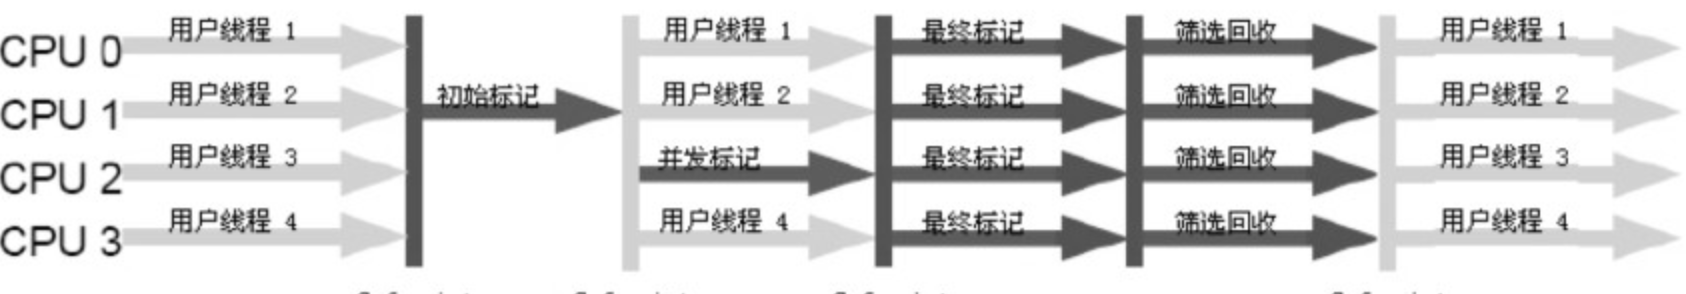 用户线程 1 用户线程 1 最终标记 筛选回收 用户线程 1
CPU 0
用户线程 2 初始标记 用户线程 2 最终标记 筛选回收 用户线程 2
CPU 1
用户线程 3 并发标记 最终标记 筛选回收 用户线程 3
CPU 2
用户线程 4 用户线程 4 最终标记 筛选回收 用户线程 4
CPU 3